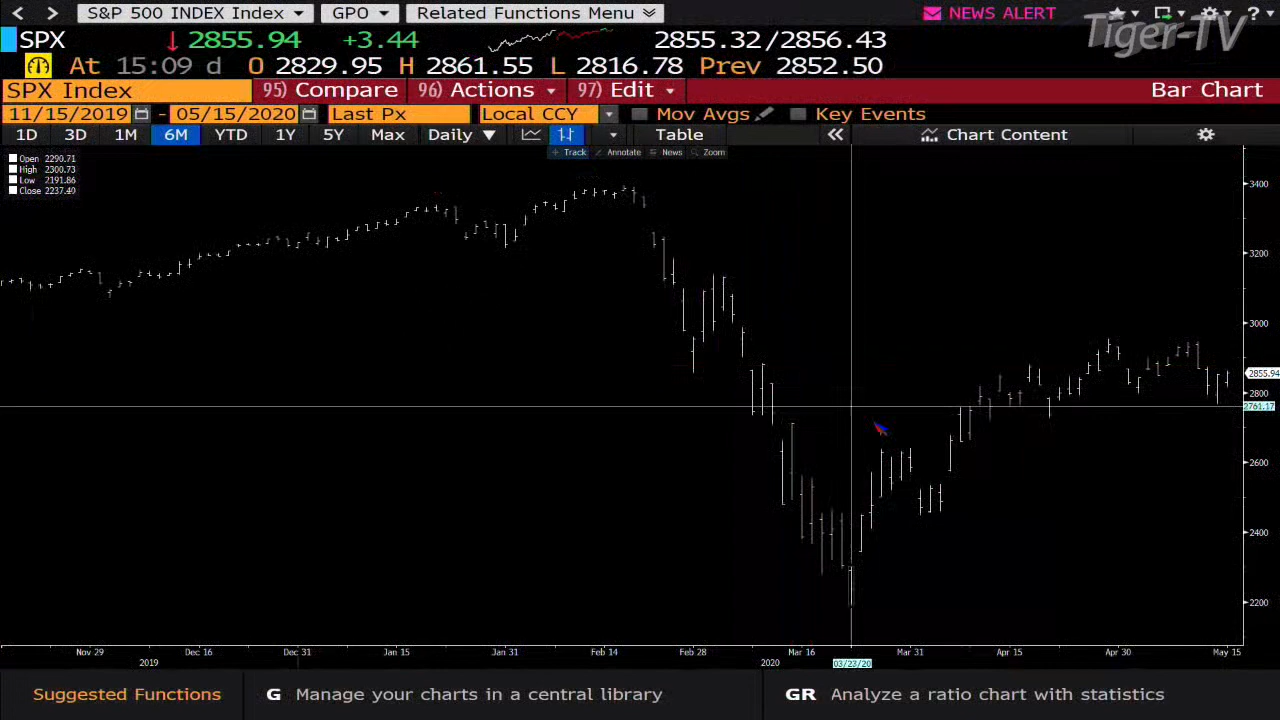 S&P 500 INDEX Index GPO Related Functions Menu NEWS ALERT ?
Tiger-TV
SPX 2855.94 +3.44 2855.32/2856.43
At 15:09 d O 2829.95 H 2861.55 L 2816.78 Prev 2852.50
SPX Index 95) Compare 96) Actions 97) Edit Bar Chart
11/15/2019 - 05/15/2020 Last Px Local CCY Mov Avgs Key Events
1D 3D 1M 6M YTD 1Y 5Y Max Daily Table « Chart Content
Track Annotate News Zoom
Open 2290.71
High 2300.73
Low 2191.86
Close 2237.49
3400
3200
3000
2855.94
2800
2761.17
2600
2400
2200
Nov 29 Dec 16 Dec 31 Jan 15 Jan 31 Feb 14 Feb 28 Mar 16 Mar 31 Apr 15 Apr 30 May 15
2019 2020 03/23/20
Suggested Functions G Manage your charts in a central library GR Analyze a ratio chart with statistics